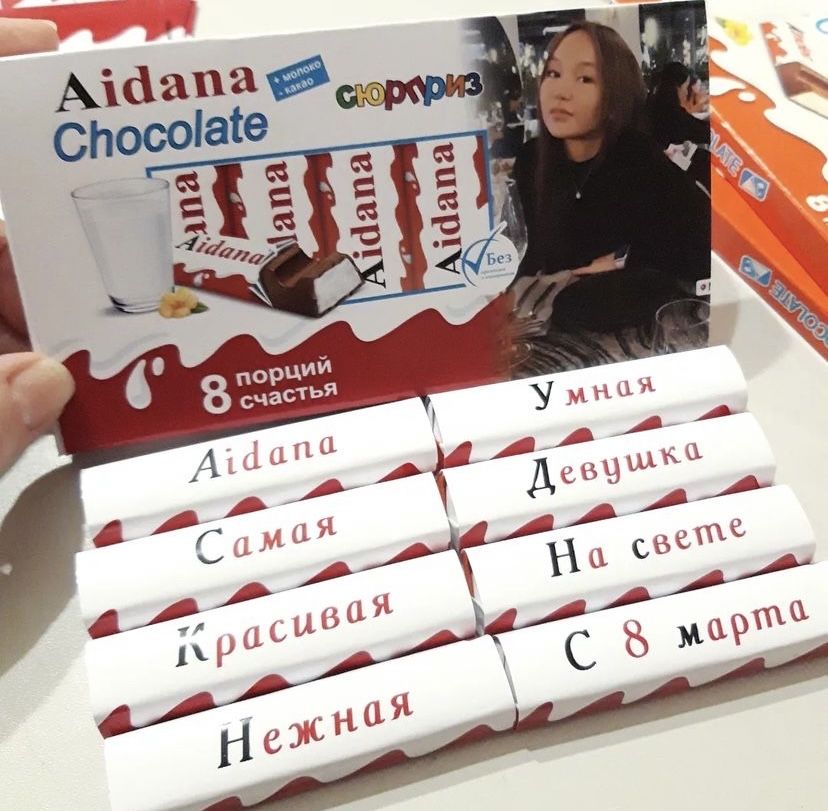 Aidana
Chocolate
+ молоко
- какао
сюрприз
Aidana
Aidana
Aidana
Без
8 порций
счастья
Aidana
Самая
Красивая
Нежная
Умная
Девушка
На свете
С 8 марта